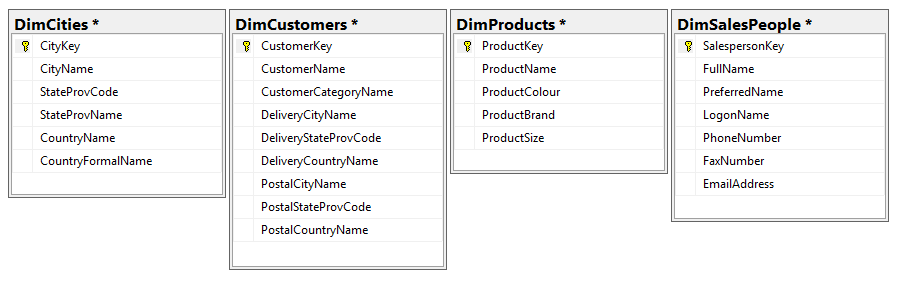 DimCities *
CityKey
CityName
StateProvCode
StateProvName
CountryName
CountryFormalName
DimCustomers *
CustomerKey
CustomerName
CustomerCategoryName
DeliveryCityName
DeliveryStateProvCode
DeliveryCountryName
PostalCityName
PostalStateProvCode
PostalCountryName
DimProducts *
ProductKey
ProductName
ProductColour
ProductBrand
ProductSize
DimSalesPeople *
SalespersonKey
FullName
PreferredName
LogonName
PhoneNumber
FaxNumber
EmailAddress